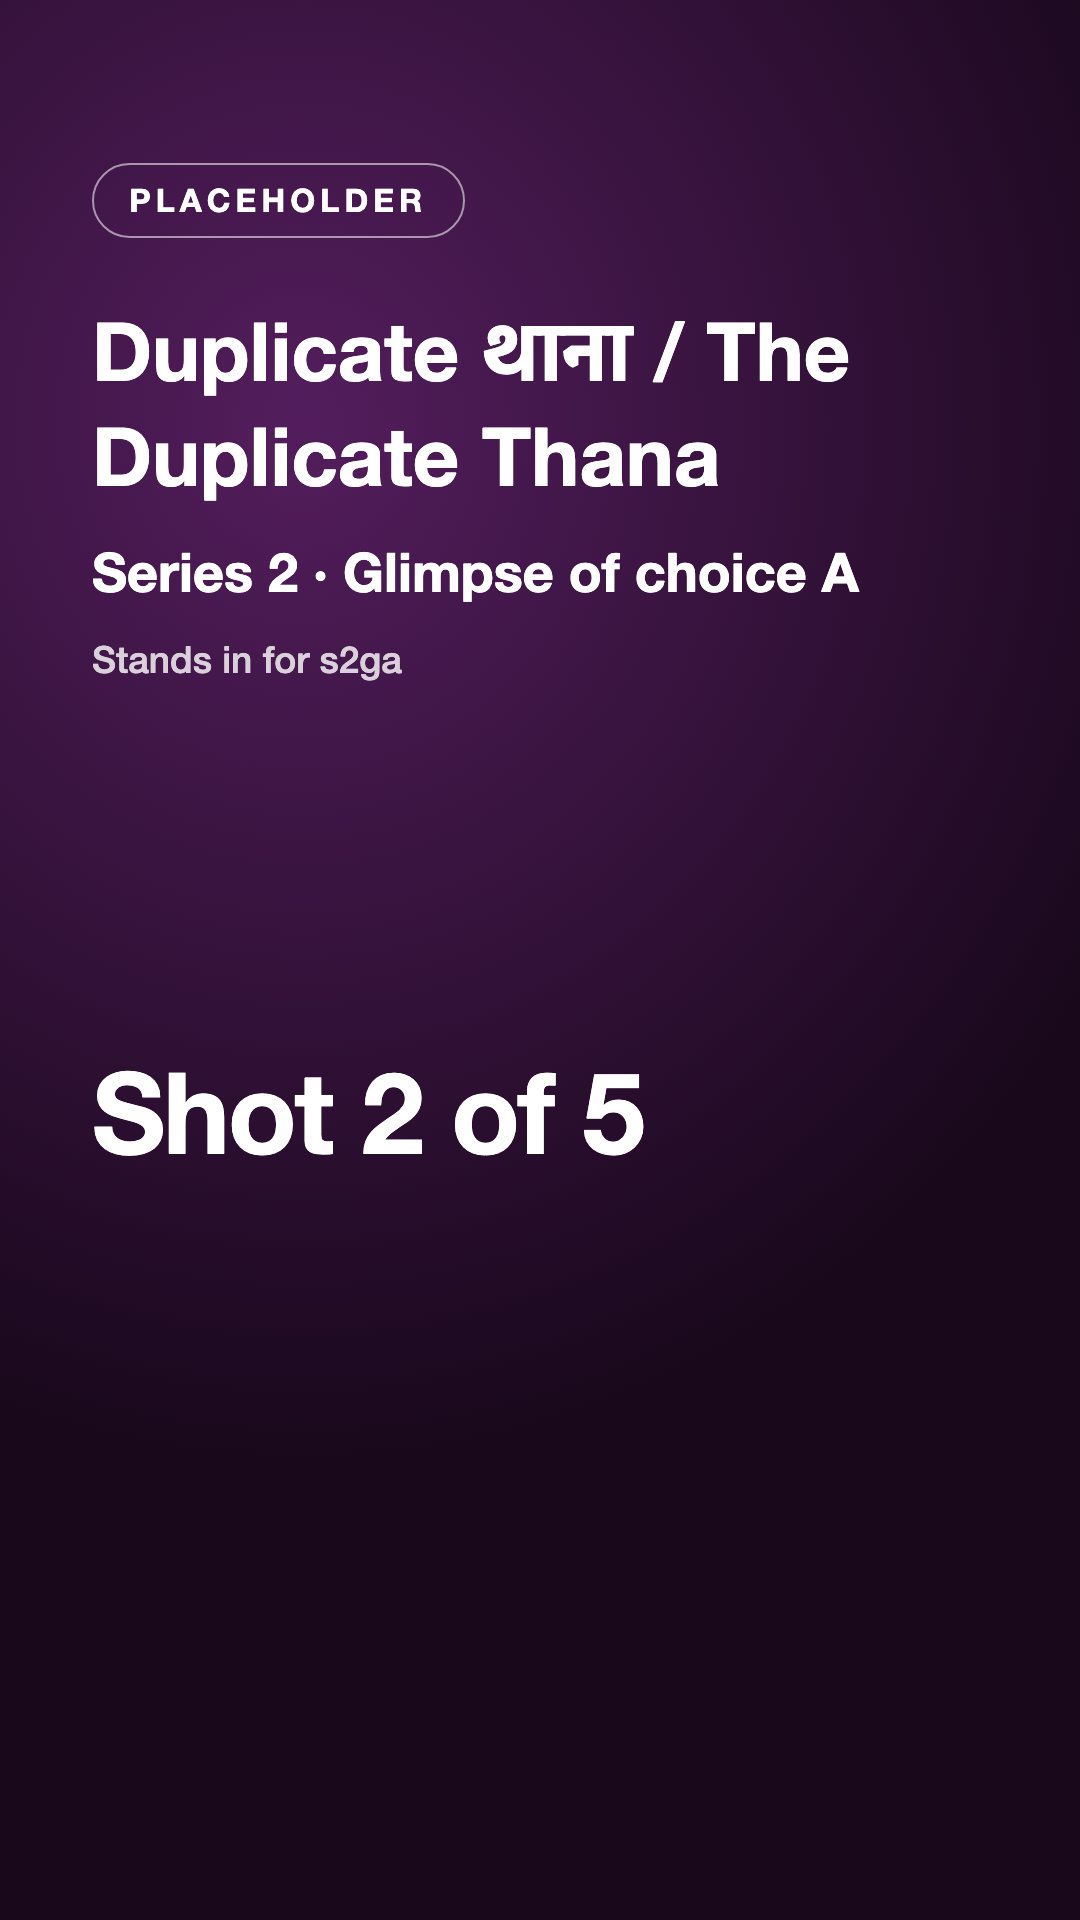 PLACEHOLDER
Duplicate थाना / The
Duplicate Thana
Series 2 · Glimpse of choice A
Stands in for s2ga
Shot 2 of 5